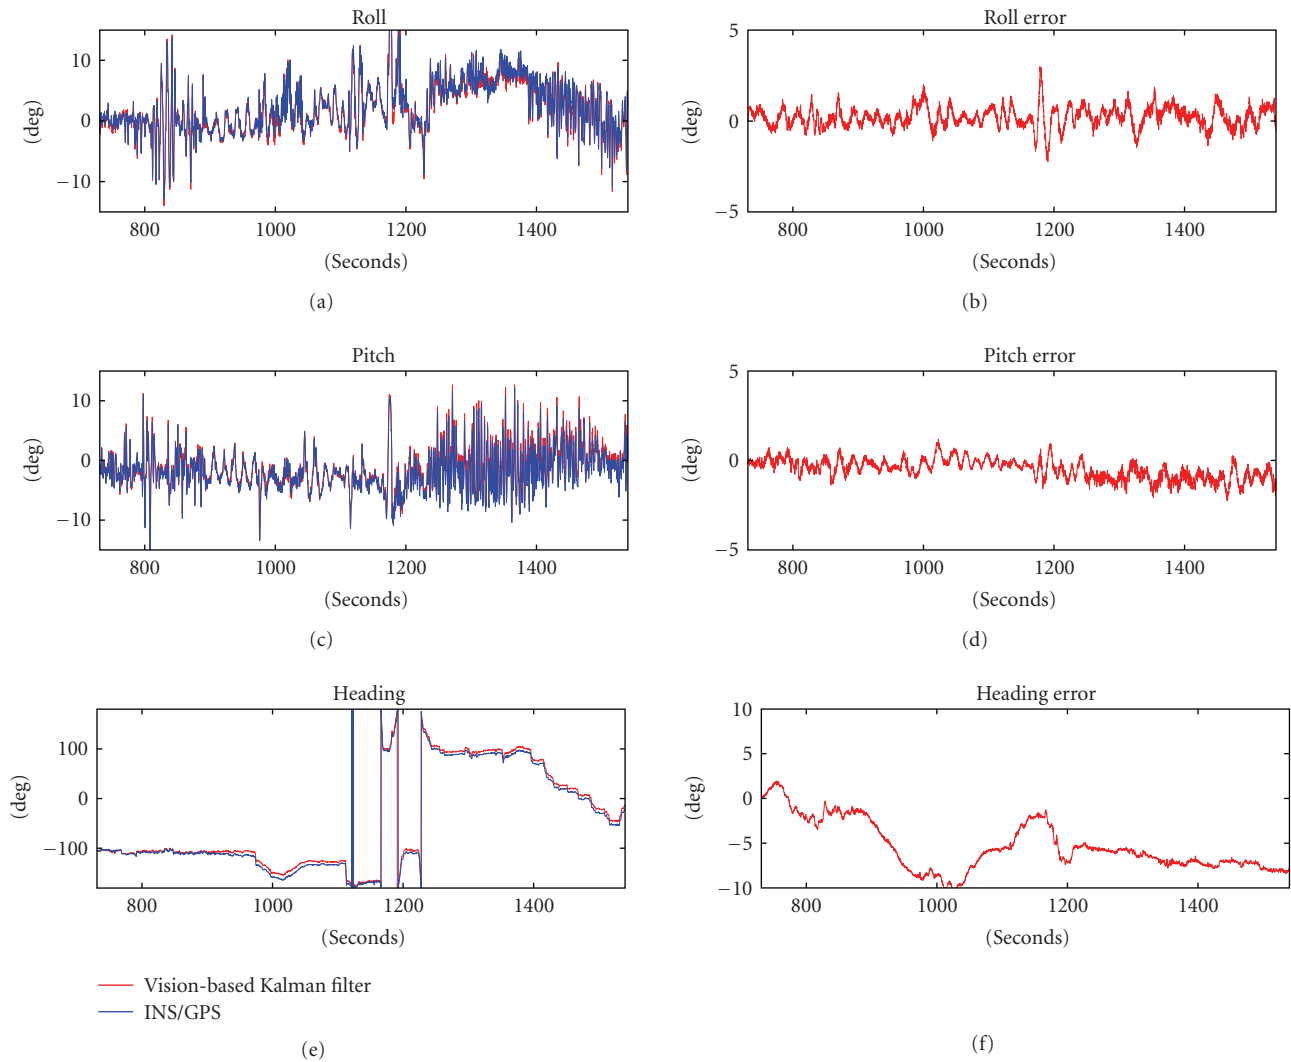 Roll
10
0
−10
(deg)
800 1000 1200 1400
(Seconds)
(a)
Roll error
5
0
−5
(deg)
800 1000 1200 1400
(Seconds)
(b)
Pitch
10
0
−10
(deg)
800 1000 1200 1400
(Seconds)
(c)
Pitch error
5
0
−5
(deg)
800 1000 1200 1400
(Seconds)
(d)
Heading
100
0
−100
(deg)
800 1000 1200 1400
(Seconds)
Vision-based Kalman filter
INS/GPS
(e)
Heading error
10
5
0
−5
−10
(deg)
800 1000 1200 1400
(Seconds)
(f)